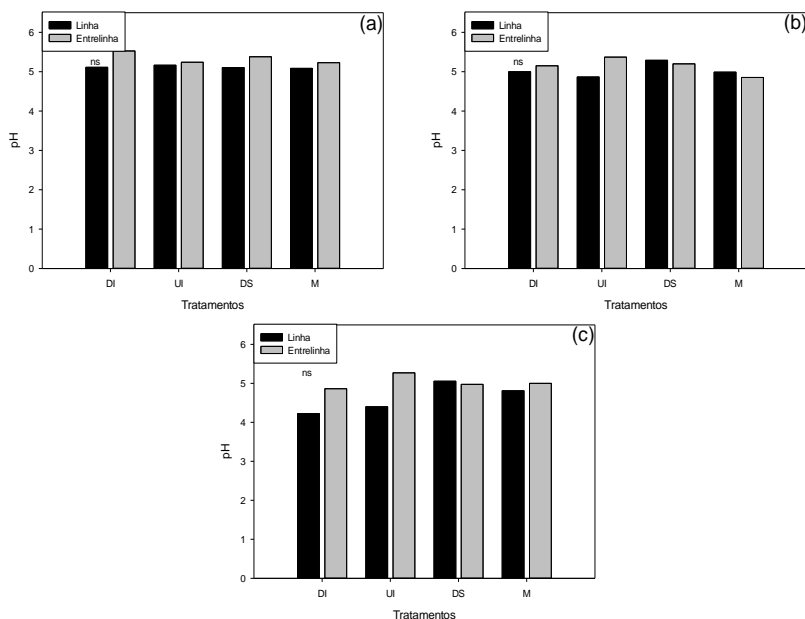 (a)
Linha
Entrelinha
6
5
4
3
2
1
0
pH
ns
DI UI DS M
Tratamentos
(b)
Linha
Entrelinha
6
5
4
3
2
1
0
pH
ns
DI UI DS M
Tratamentos
(c)
Linha
Entrelinha
6
5
4
3
2
1
0
pH
ns
DI UI DS M
Tratamentos